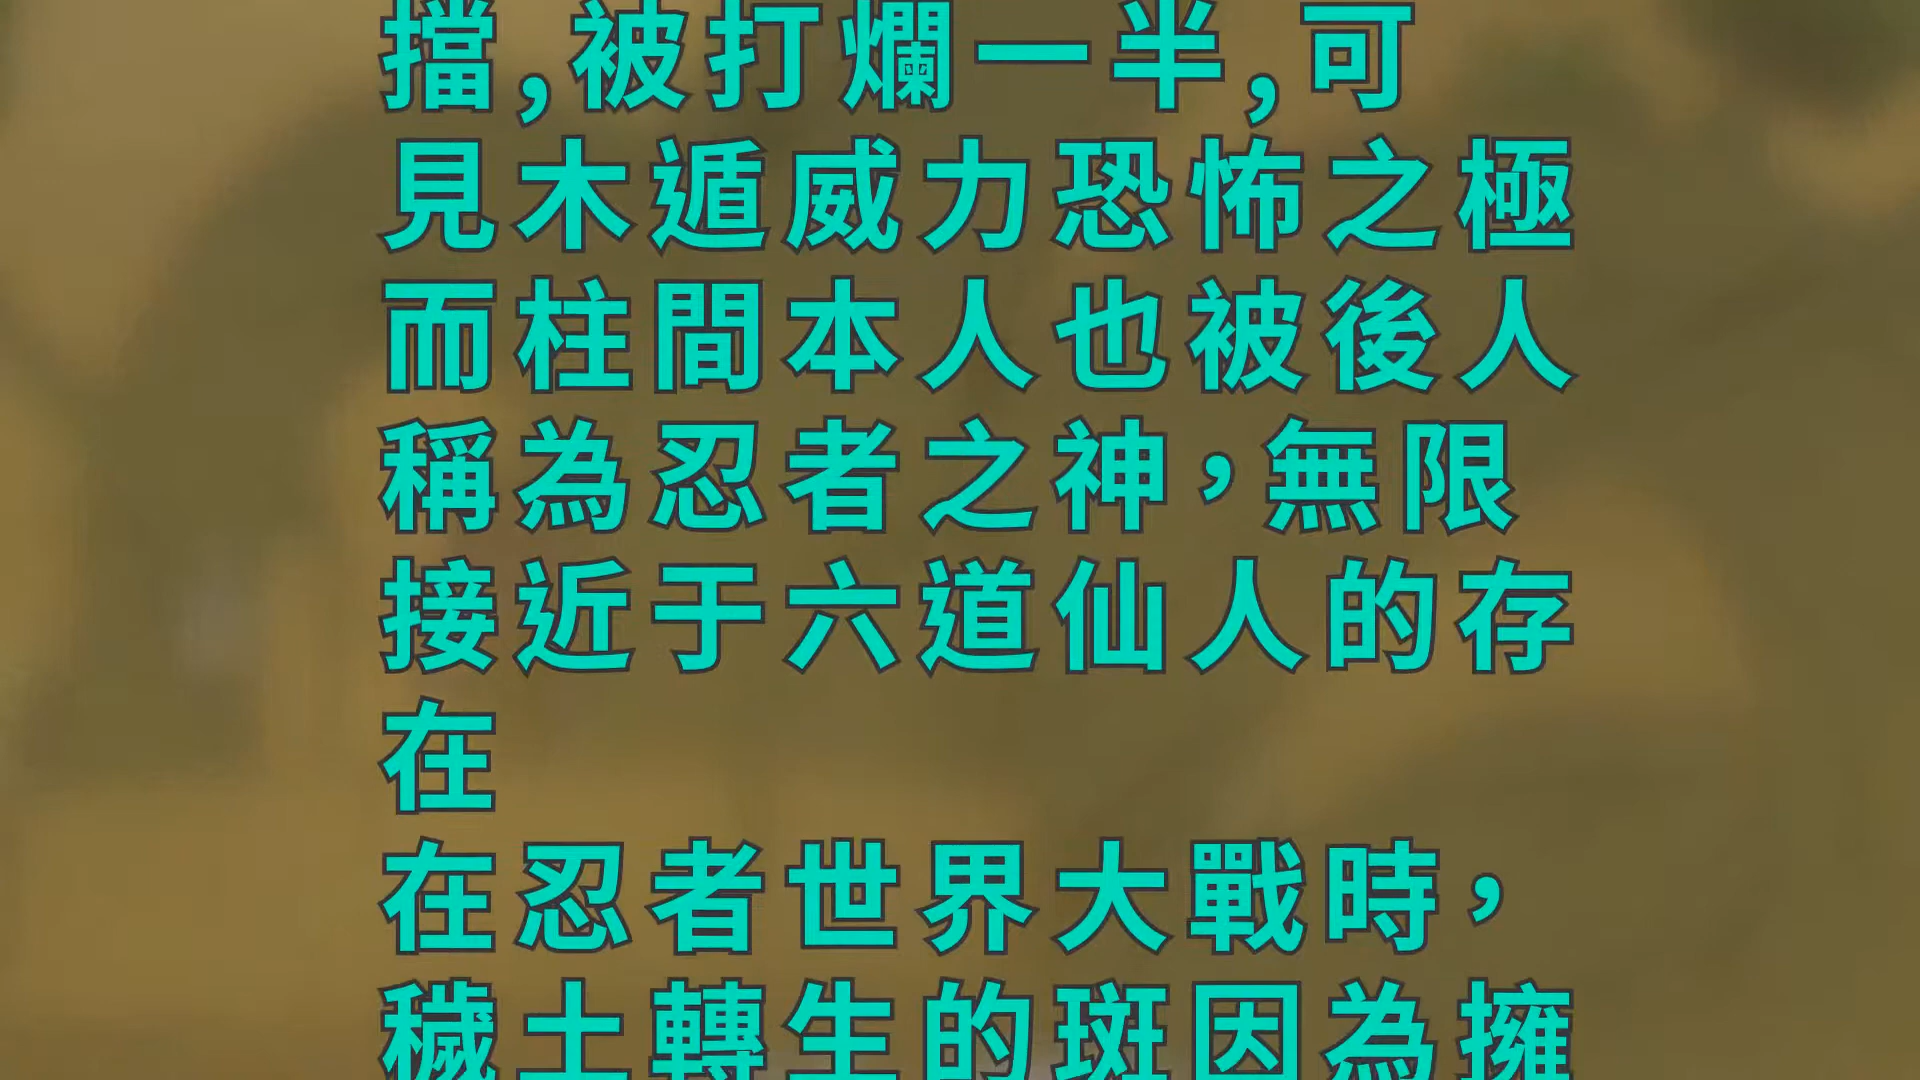 擋,被打爛一半,可
見木遁威力恐怖之極
而柱間本人也被後人
稱為忍者之神，無限
接近于六道仙人的存
在
在忍者世界大戰時，
穢土轉生的斑因為擁